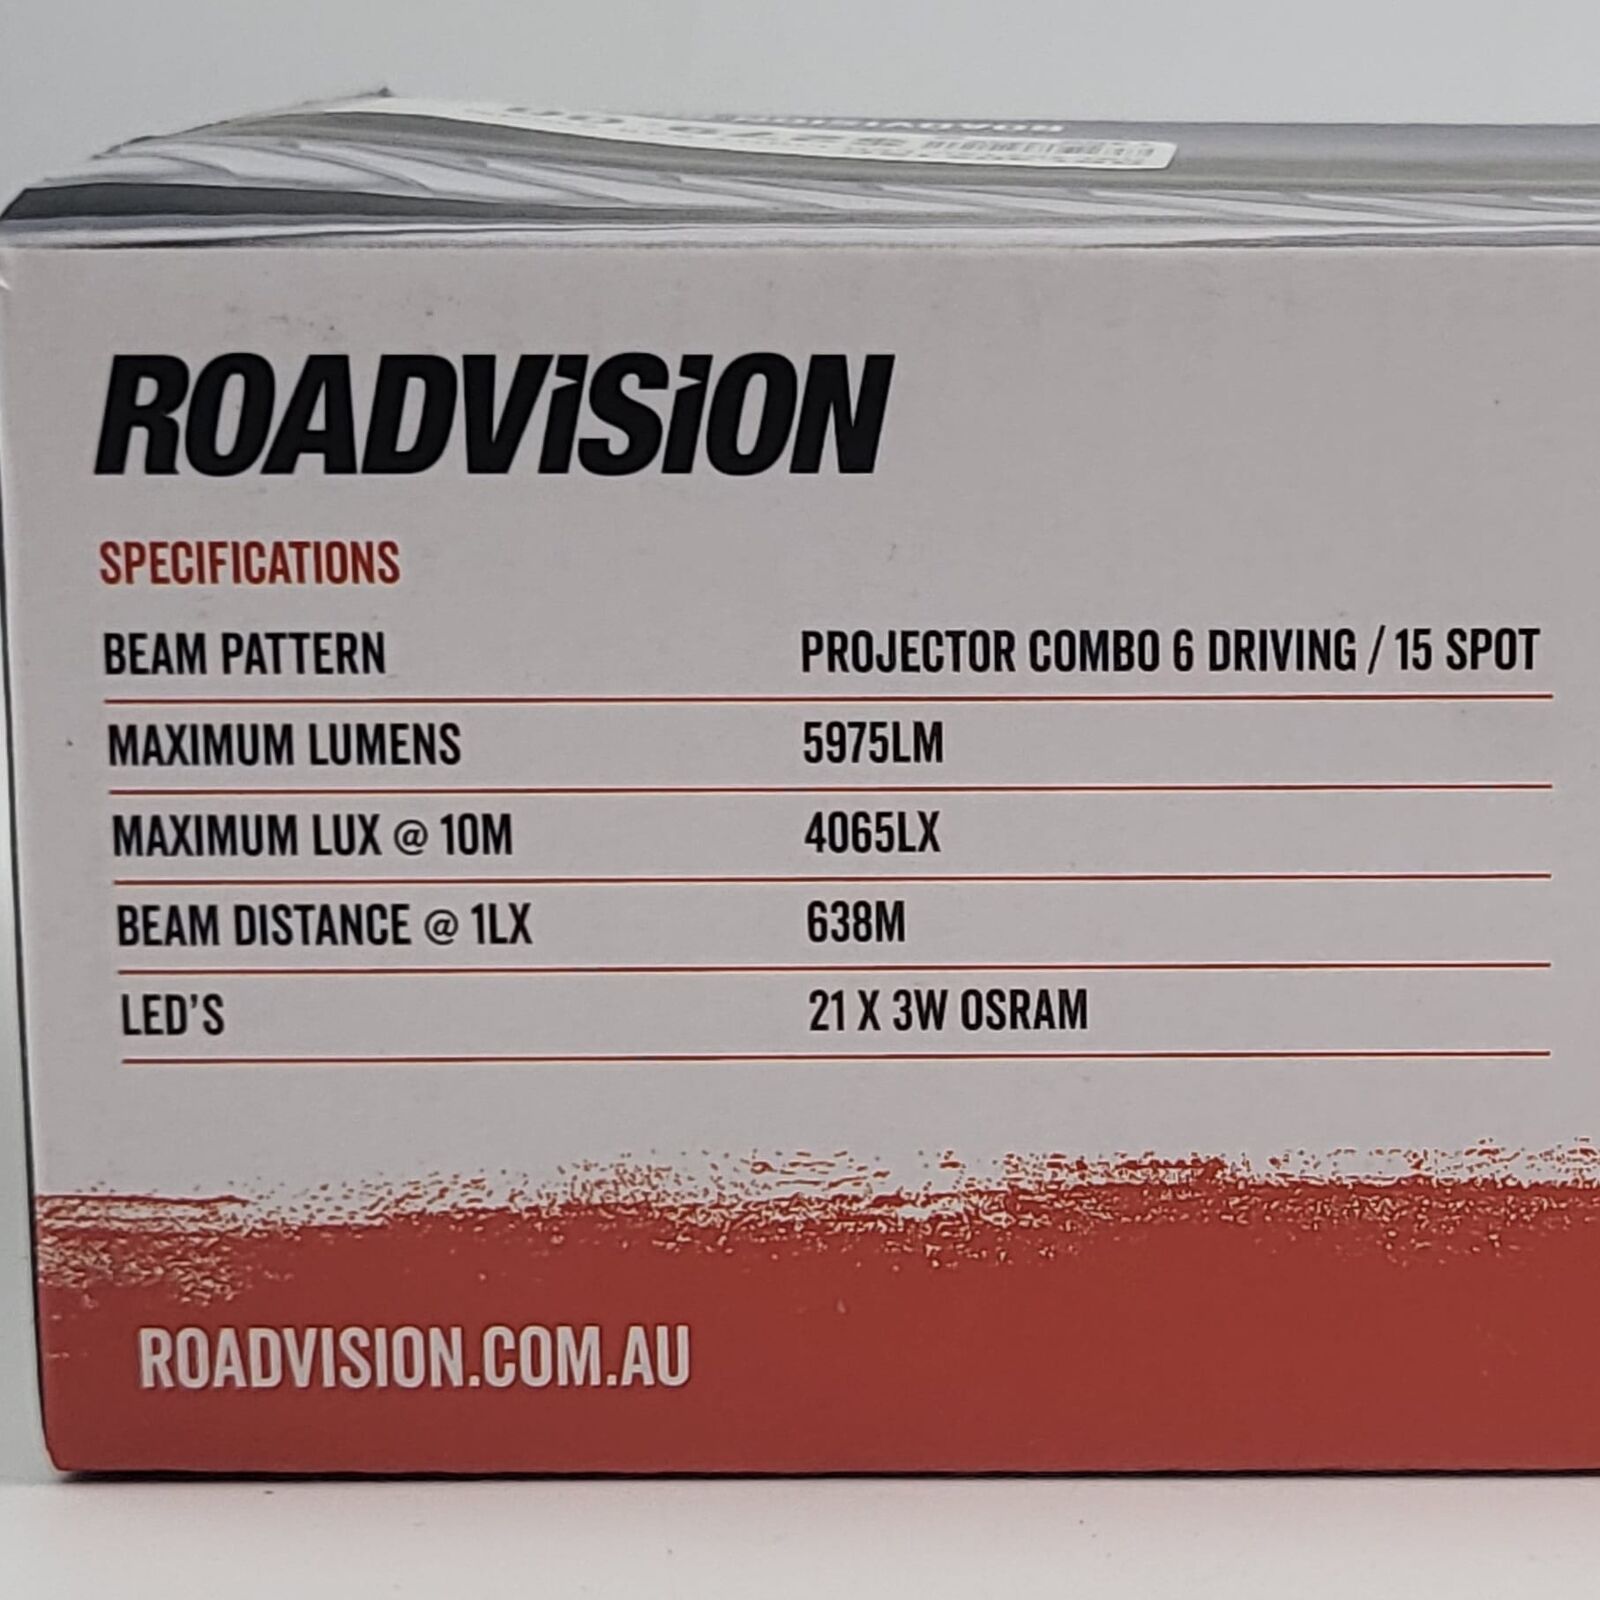 ROADVISION
SPECIFICATIONS
BEAM PATTERN PROJECTOR COMBO 6 DRIVING / 15 SPOT
MAXIMUM LUMENS 5975LM
MAXIMUM LUX @ 10M 4065LX
BEAM DISTANCE @ 1LX 638M
LED'S 21 X 3W OSRAM
ROADVISION.COM.AU